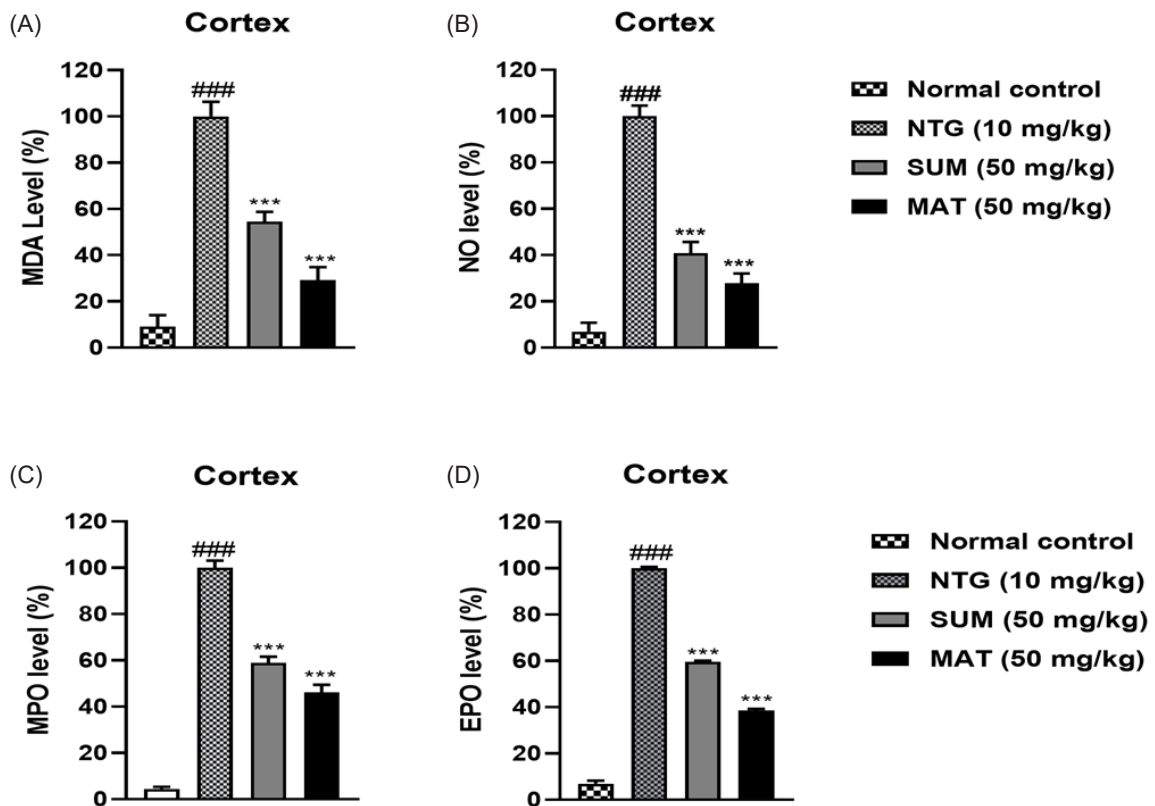 (A)
Cortex
MDA Level (%)
120
100
80
60
40
20
0
###
***
***
(B)
Cortex
NO level (%)
120
100
80
60
40
20
0
###
***
***
Normal control
NTG (10 mg/kg)
SUM (50 mg/kg)
MAT (50 mg/kg)
(C)
Cortex
MPO level (%)
120
100
80
60
40
20
0
###
***
***
(D)
Cortex
EPO level (%)
120
100
80
60
40
20
0
###
***
***
Normal control
NTG (10 mg/kg)
SUM (50 mg/kg)
MAT (50 mg/kg)